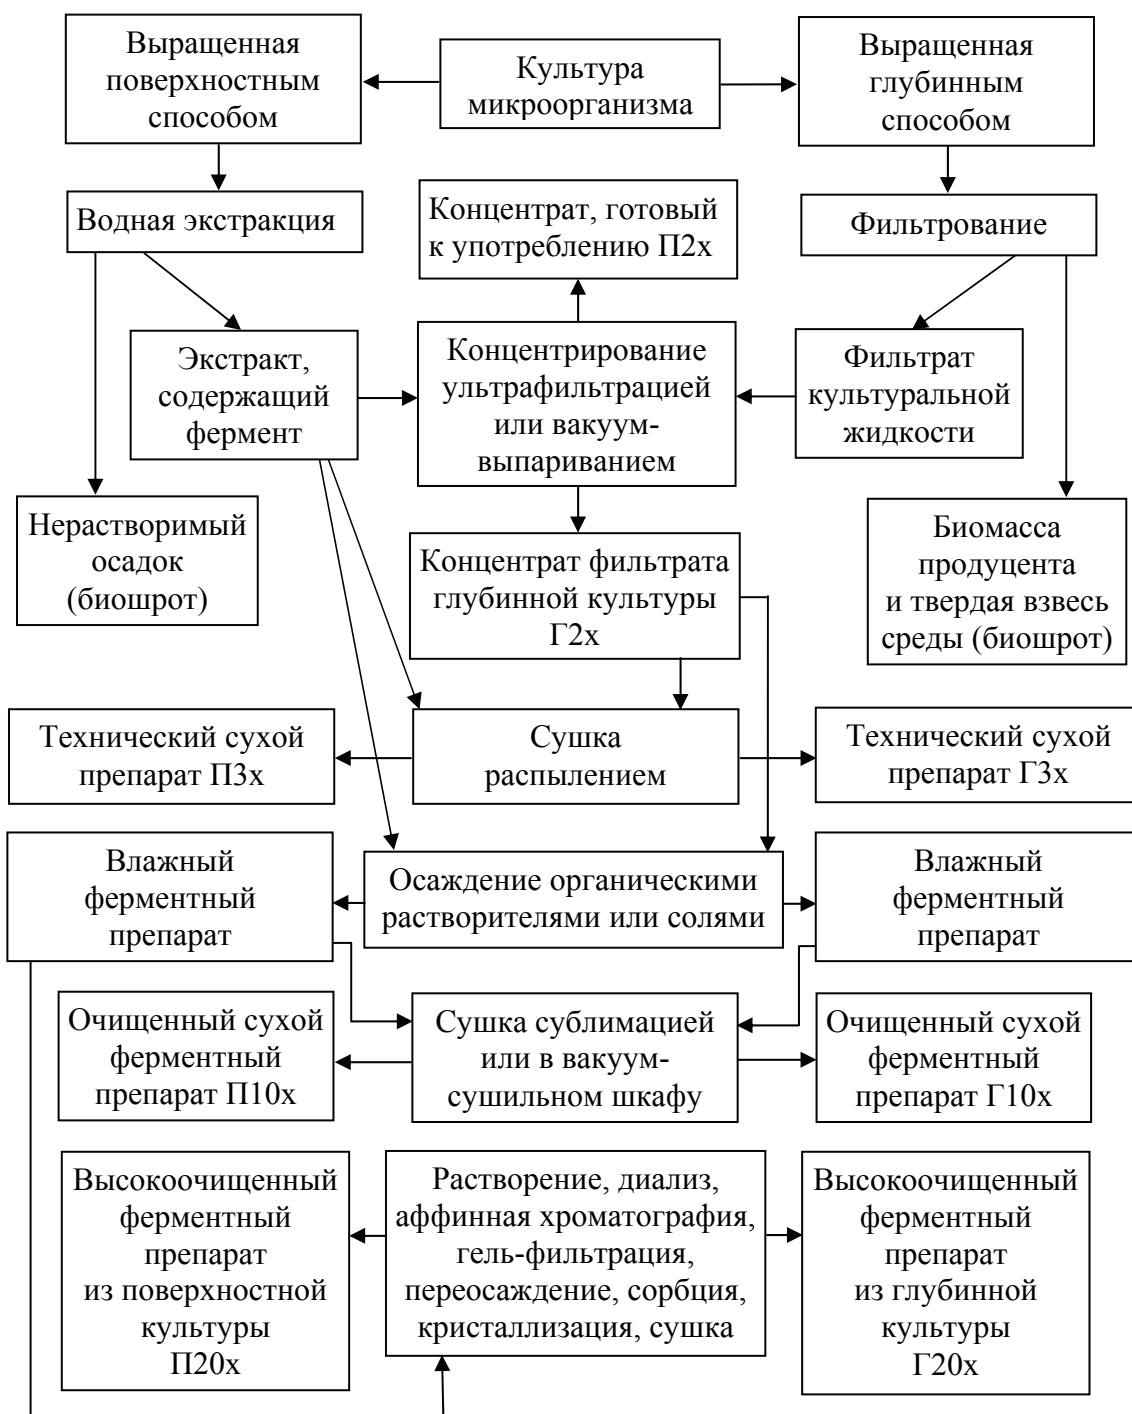 Выращенная
поверхностным
способом
Культура
микроорганизма
Выращенная
глубинным
способом
Водная экстракция
Концентрат, готовый
к употреблению П2х
Фильтрование
Экстракт,
содержащий
фермент
Концентрирование
ультрафильтрацией
или вакуум-
выпариванием
Фильтрат
культуральной
жидкости
Нерастворимый
осадок
(биошрот)
Концентрат фильтрата
глубинной культуры
Г2х
Биомасса
продуцента
и твердая взвесь
среды (биошрот)
Технический сухой
препарат П3х
Сушка
распылением
Технический сухой
препарат Г3х
Влажный
ферментный
препарат
Осаждение органическими
растворителями или солями
Влажный
ферментный
препарат
Очищенный сухой
ферментный
препарат П10х
Сушка сублимацией
или в вакуум-
сушильном шкафу
Очищенный сухой
ферментный
препарат Г10х
Высокоочищенный
ферментный
препарат
из поверхностной
культуры
П20х
Растворение, диализ,
аффинная хроматография,
гель-фильтрация,
переосаждение, сорбция,
кристаллизация, сушка
Высокоочищенный
ферментный
препарат
из глубинной
культуры
Г20х